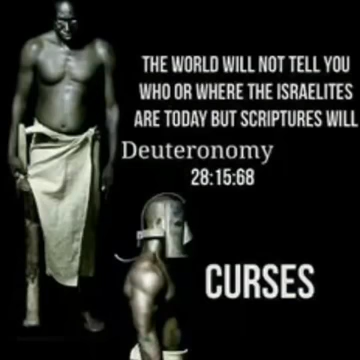 THE WORLD WILL NOT TELL YOU
WHO OR WHERE THE ISRAELITES
ARE TODAY BUT SCRIPTURES WILL
Deuteronomy
28:15:68
CURSES